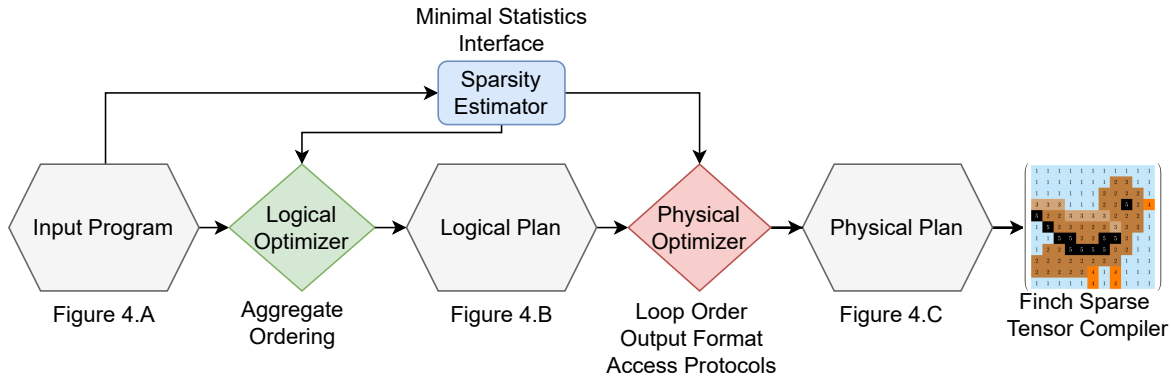 Minimal Statistics
Interface
Sparsity
Estimator
Input Program
Logical
Optimizer
Logical Plan
Physical
Optimizer
Physical Plan
Figure 4.A
Aggregate
Ordering
Figure 4.B
Loop Order
Output Format
Access Protocols
Figure 4.C
Finch Sparse
Tensor Compiler